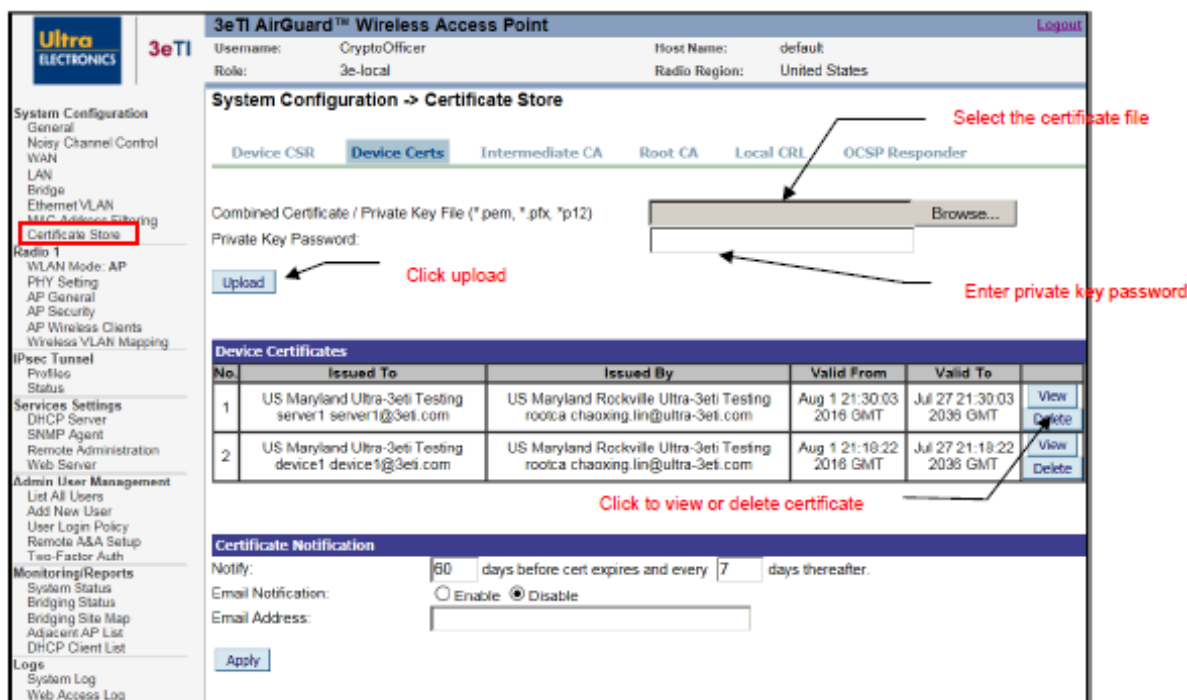 Ultra
ELECTRONICS
3eTI
3eTI AirGuard™ Wireless Access Point
Logout
Username: CryptoOfficer Host Name: default
Role: 3e-local Radio Region: United States
System Configuration
General
Noisy Channel Control
WAN
LAN
Bridge
Ethernet VLAN
MAC Address Filtering
Certificate Store
Radio 1
WLAN Mode: AP
PHY Setting
AP General
AP Security
AP Wireless Clients
Wireless VLAN Mapping
IPsec Tunnel
Profiles
Status
Services Settings
DHCP Server
SNMP Agent
Remote Administration
Web Server
Admin User Management
List All Users
Add New User
User Login Policy
Remote A&A Setup
Two-Factor Auth
Monitoring/Reports
System Status
Bridging Status
Bridging Site Map
Adjacent AP List
DHCP Client List
Logs
System Log
Web Access Log
System Configuration -> Certificate Store
Select the certificate file
Device CSR Device Certs Intermediate CA Root CA Local CRL OCSP Responder
Combined Certificate / Private Key File (*.pem, *.pfx, *p12) Browse...
Private Key Password:
Upload
Click upload
Enter private key password
Device Certificates
No. Issued To Issued By Valid From Valid To
1 US Maryland Ultra-3eti Testing US Maryland Rockville Ultra-3eti Testing Aug 1 21:30:03 Jul 27 21:30:03 View
server1 server1@3eti.com rootca chaoxing.lin@ultra-3eti.com 2016 GMT 2036 GMT Delete
2 US Maryland Ultra-3eti Testing US Maryland Rockville Ultra-3eti Testing Aug 1 21:18:22 Jul 27 21:18:22 View
device1 device1@3eti.com rootca chaoxing.lin@ultra-3eti.com 2016 GMT 2036 GMT Delete
Click to view or delete certificate
Certificate Notification
Notify: 60 days before cert expires and every 7 days thereafter.
Email Notification: Enable Disable
Email Address:
Apply